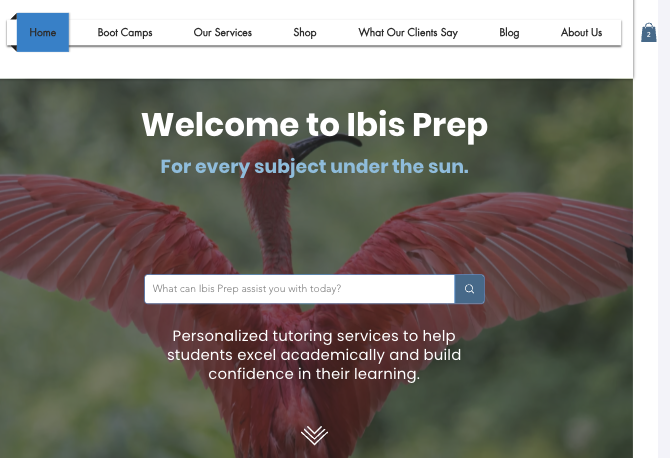 Home Boot Camps Our Services Shop What Our Clients Say Blog About Us
2
Welcome to Ibis Prep
For every subject under the sun.
What can Ibis Prep assist you with today?
Personalized tutoring services to help
students excel academically and build
confidence in their learning.